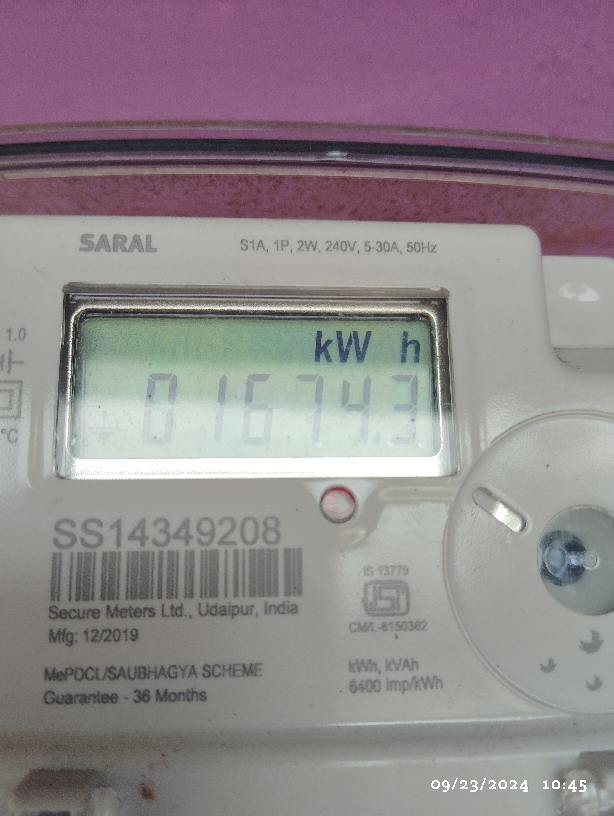 SARAL
S1A, 1P, 2W, 240V, 5-30A, 50Hz
1.0
kW h
01674.3
°C
SS14349208
IS 13779
Secure Meters Ltd., Udaipur, India
Mfg: 12/2019
CM/L-8150362
MePDCL/SAUBHAGYA SCHEME
Guarantee - 36 Months
kWh, kVAh
6400 imp/kWh
09/23/2024 10:45